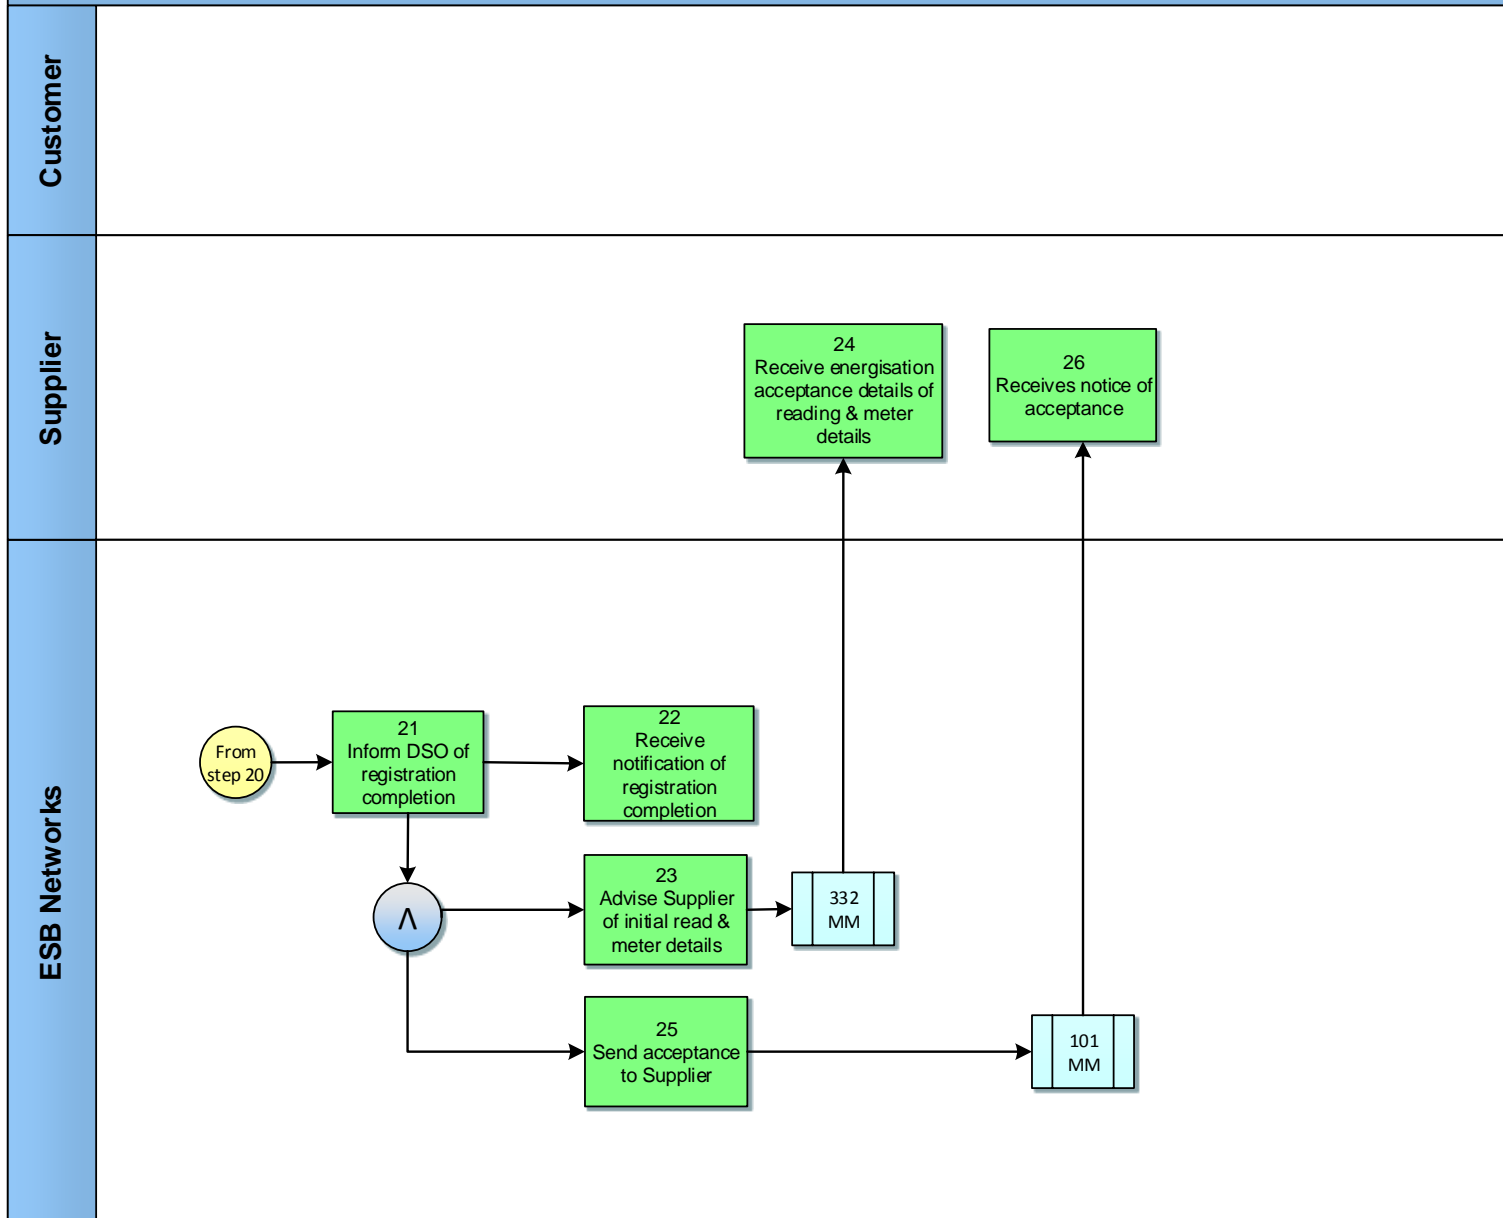 Customer
Supplier
24
Receive energisation
acceptance details of
reading & meter
details
26
Receives notice of
acceptance
ESB Networks
From
step 20
21
Inform DSO of
registration
completion
22
Receive
notification of
registration
completion
Λ
23
Advise Supplier
of initial read &
meter details
332
MM
25
Send acceptance
to Supplier
101
MM